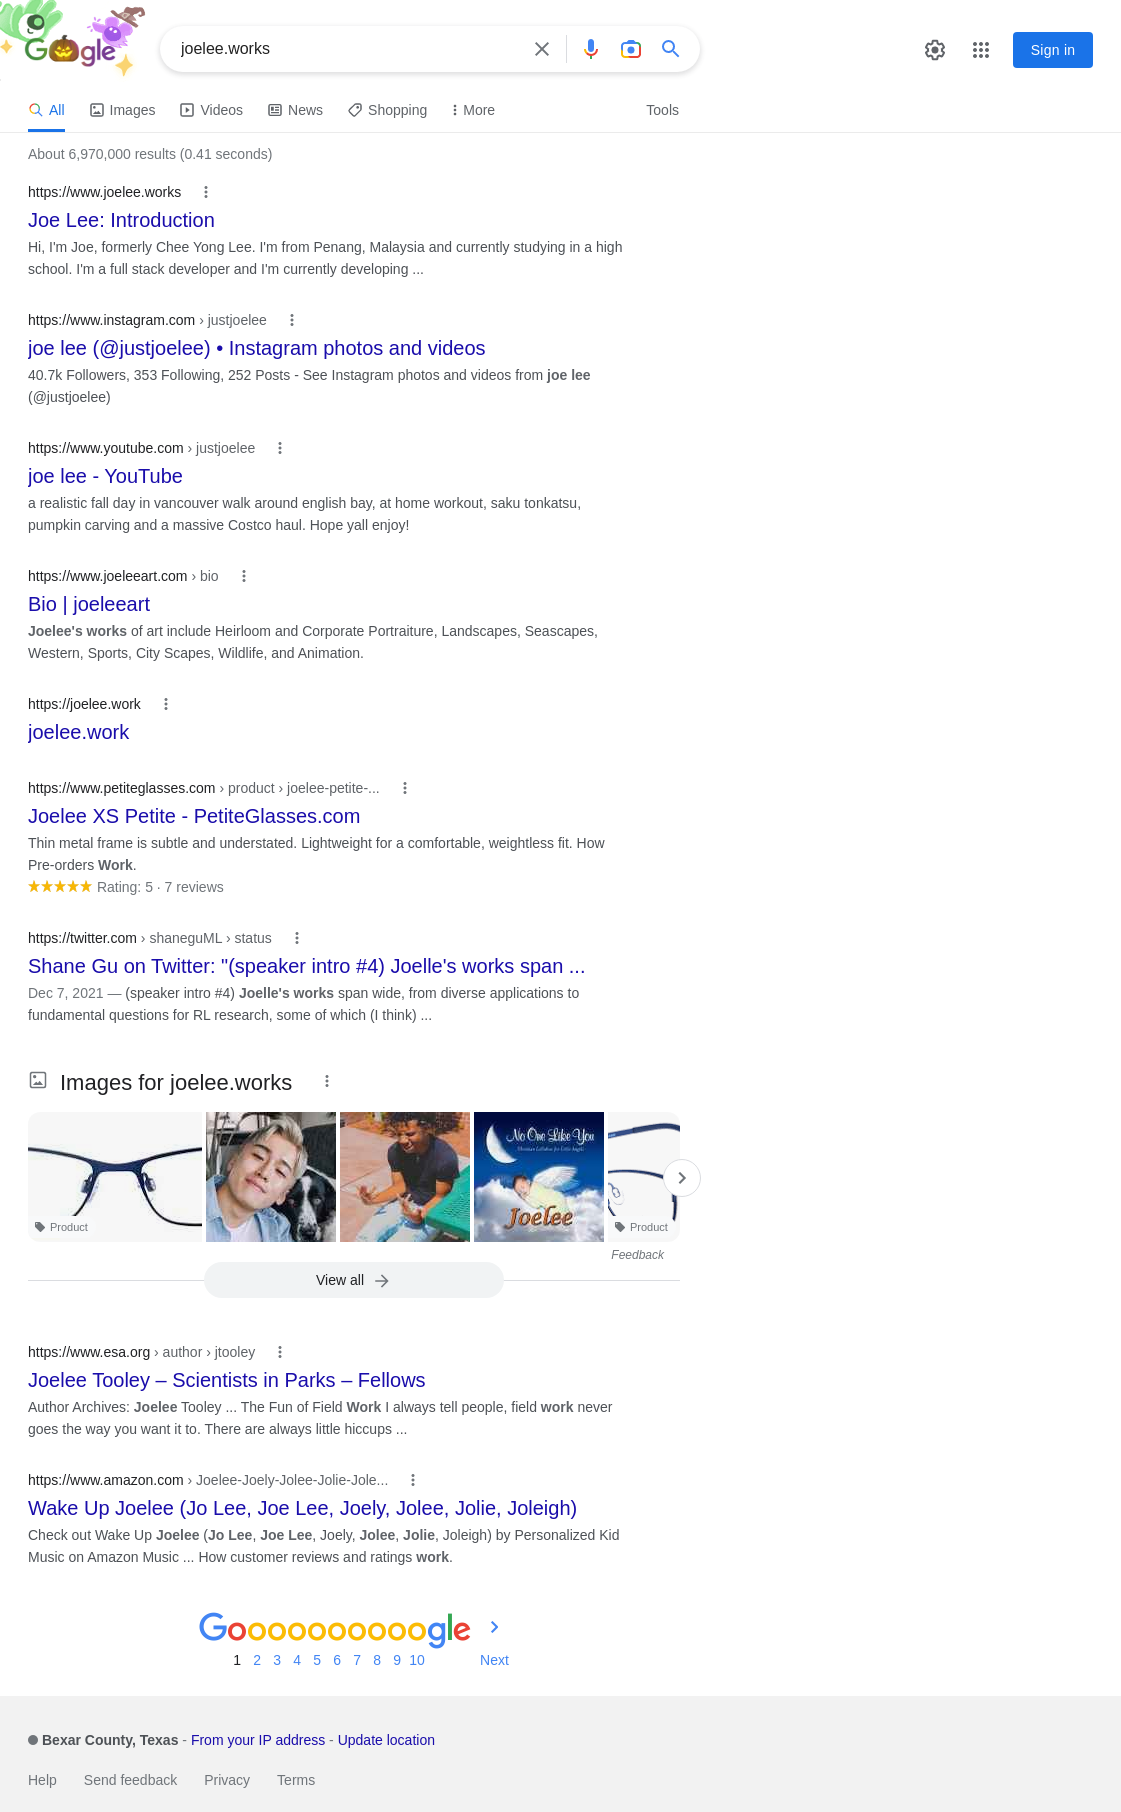 Google
joelee.works
Sign in
All
Images
Videos
News
Shopping
More
Tools
About 6,970,000 results (0.41 seconds)
https://www.joelee.works
Joe Lee: Introduction
Hi, I'm Joe, formerly Chee Yong Lee. I'm from Penang, Malaysia and currently studying in a high
school. I'm a full stack developer and I'm currently developing ...
https://www.instagram.com › justjoelee
joe lee (@justjoelee) • Instagram photos and videos
40.7k Followers, 353 Following, 252 Posts - See Instagram photos and videos from joe lee
(@justjoelee)
https://www.youtube.com › justjoelee
joe lee - YouTube
a realistic fall day in vancouver walk around english bay, at home workout, saku tonkatsu,
pumpkin carving and a massive Costco haul. Hope yall enjoy!
https://www.joeleeart.com › bio
Bio | joeleeart
Joelee's works of art include Heirloom and Corporate Portraiture, Landscapes, Seascapes,
Western, Sports, City Scapes, Wildlife, and Animation.
https://joelee.work
joelee.work
https://www.petiteglasses.com › product › joelee-petite-...
Joelee XS Petite - PetiteGlasses.com
Thin metal frame is subtle and understated. Lightweight for a comfortable, weightless fit. How
Pre-orders Work.
Rating: 5 · 7 reviews
https://twitter.com › shaneguML › status
Shane Gu on Twitter: "(speaker intro #4) Joelle's works span ...
Dec 7, 2021 — (speaker intro #4) Joelle's works span wide, from diverse applications to
fundamental questions for RL research, some of which (I think) ...
Images for joelee.works
No One Like You
Joelee
Product
Product
Feedback
View all
https://www.esa.org › author › jtooley
Joelee Tooley – Scientists in Parks – Fellows
Author Archives: Joelee Tooley ... The Fun of Field Work I always tell people, field work never
goes the way you want it to. There are always little hiccups ...
https://www.amazon.com › Joelee-Joely-Jolee-Jolie-Jole...
Wake Up Joelee (Jo Lee, Joe Lee, Joely, Jolee, Jolie, Joleigh)
Check out Wake Up Joelee (Jo Lee, Joe Lee, Joely, Jolee, Jolie, Joleigh) by Personalized Kid
Music on Amazon Music ... How customer reviews and ratings work.
Goooooooooogle
1 2 3 4 5 6 7 8 9 10 Next
Bexar County, Texas - From your IP address - Update location
Help Send feedback Privacy Terms